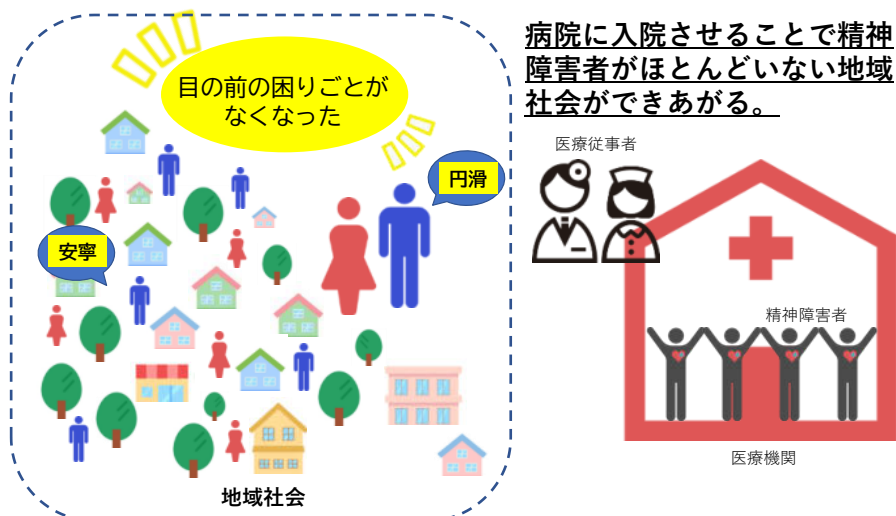 病院に入院させることで精神
障害者がほとんどいない地域
社会ができあがる。
目の前の困りごとが
なくなった
円滑
安寧
地域社会
医療従事者
精神障害者
医療機関